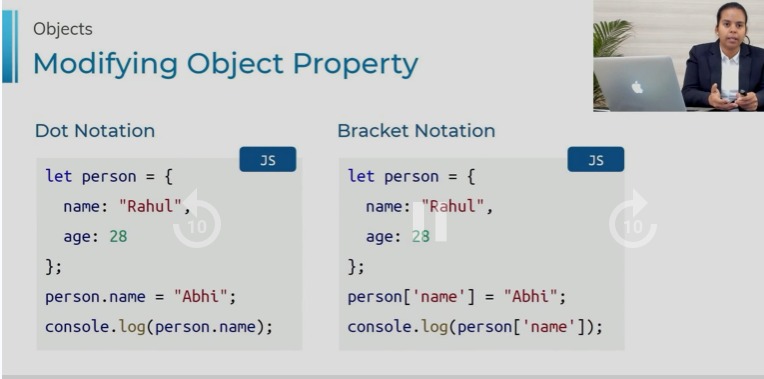 Objects
Modifying Object Property
Dot Notation
JS
let person = {
name: "Rahul",
age: 28
};
person.name = "Abhi";
console.log(person.name);
Bracket Notation
JS
let person = {
name: "Rahul",
age: 28
};
person['name'] = "Abhi";
console.log(person['name']);
10
10